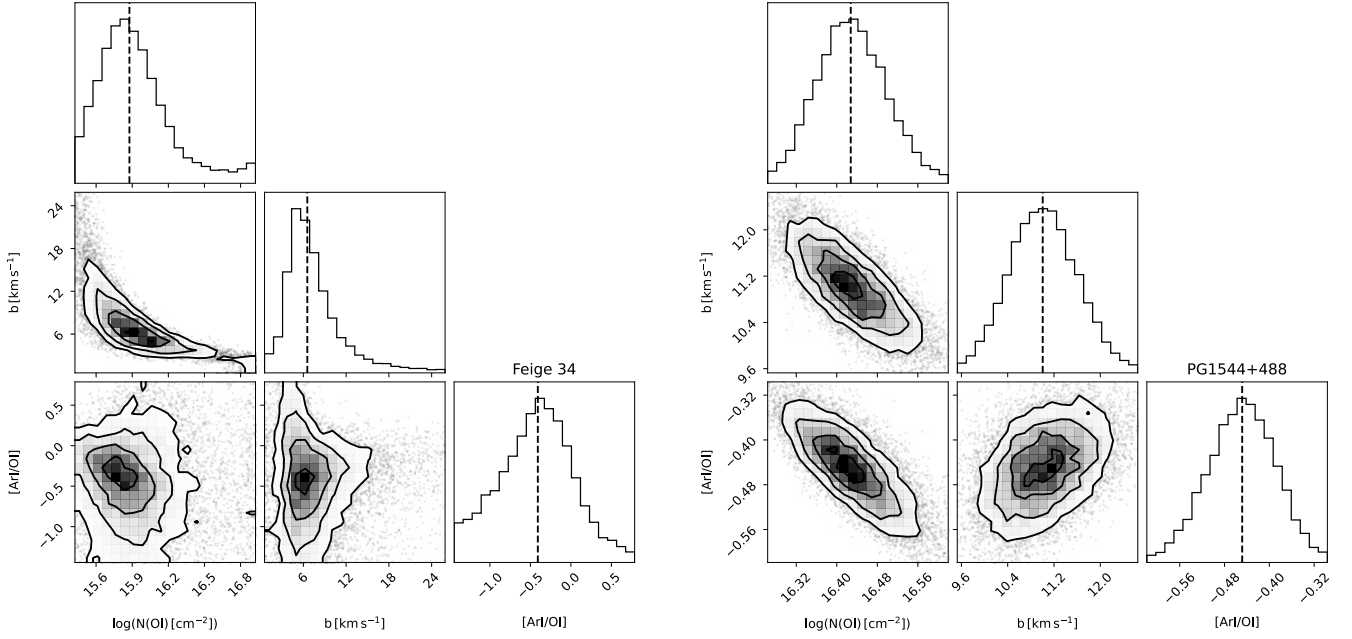 24
18
12
6
b [km s⁻¹]
0.5
0.0
−0.5
−1.0
[ArI/OI]
Feige 34
15.6 15.9 16.2 16.5 16.8
6 12 18 24
−1.0 −0.5 0.0
log(N(OI) [cm⁻²])
b [km s⁻¹]
[ArI/OI]
12.0
11.2
10.4
9.6
b [km s⁻¹]
−0.32
−0.40
−0.48
−0.56
[ArI/OI]
PG1544+488
16.32 16.40 16.48 16.56
9.6 10.4 11.2 12.0
−0.56 −0.48 −0.40 −0.32
log(N(OI) [cm⁻²])
b [km s⁻¹]
[ArI/OI]